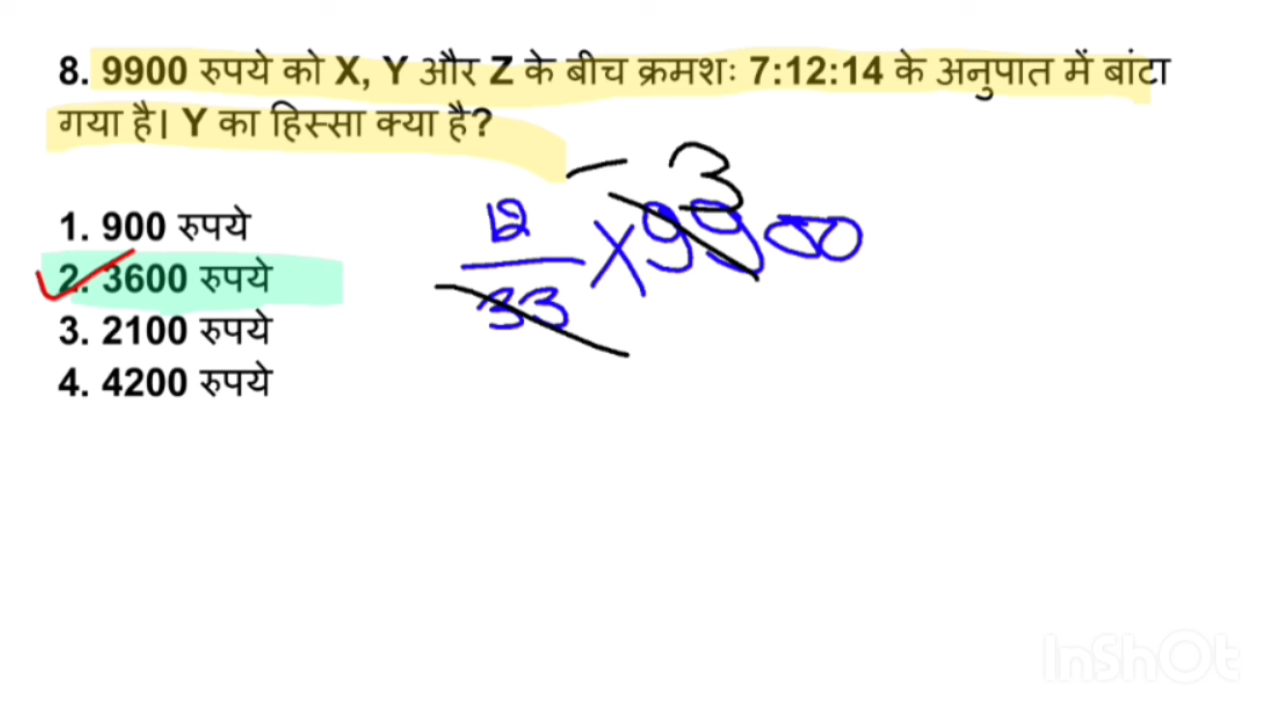 8. 9900 रुपये को X, Y और Z के बीच क्रमशः 7:12:14 के अनुपात में बांटा
गया है। Y का हिस्सा क्या है?
3
12
X 9900
33
1. 900 रुपये
2. 3600 रुपये
3. 2100 रुपये
4. 4200 रुपये
InShOt